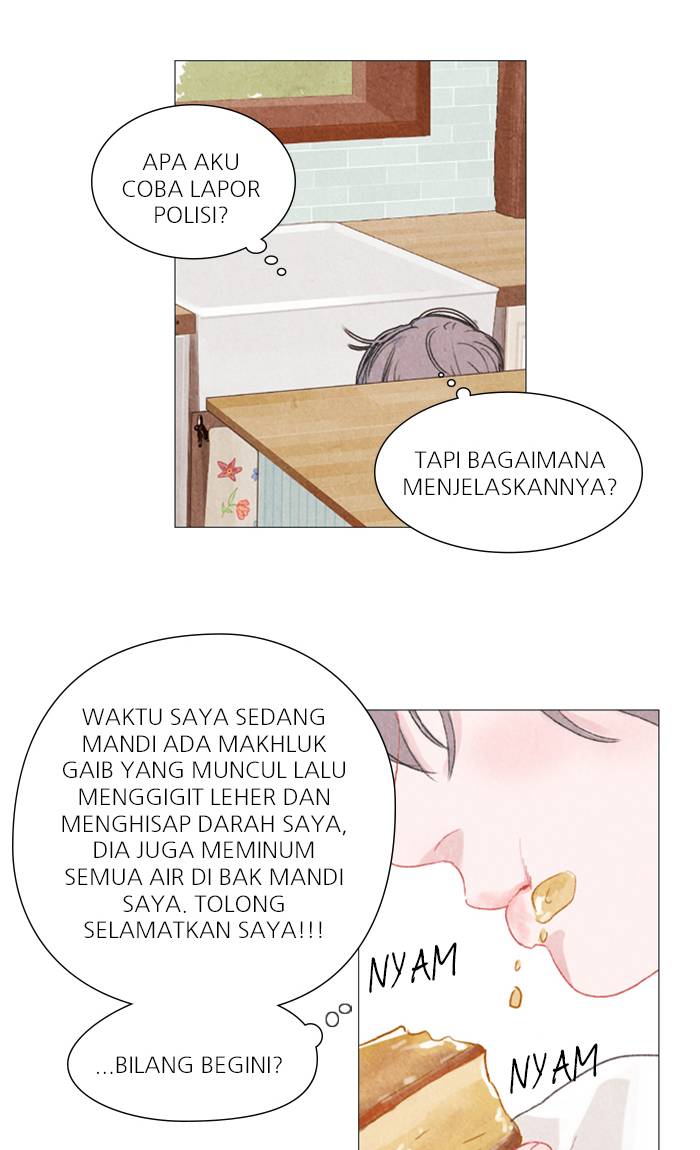 APA AKU
COBA LAPOR
POLISI?
TAPI BAGAIMANA
MENJELASKANNYA?
WAKTU SAYA SEDANG
MANDI ADA MAKHLUK
GAIB YANG MUNCUL LALU
MENGGIGIT LEHER DAN
MENGHISAP DARAH SAYA,
DIA JUGA MEMINUM
SEMUA AIR DI BAK MANDI
SAYA. TOLONG
SELAMATKAN SAYA!!!
NYAM
...BILANG BEGINI?
NYAM